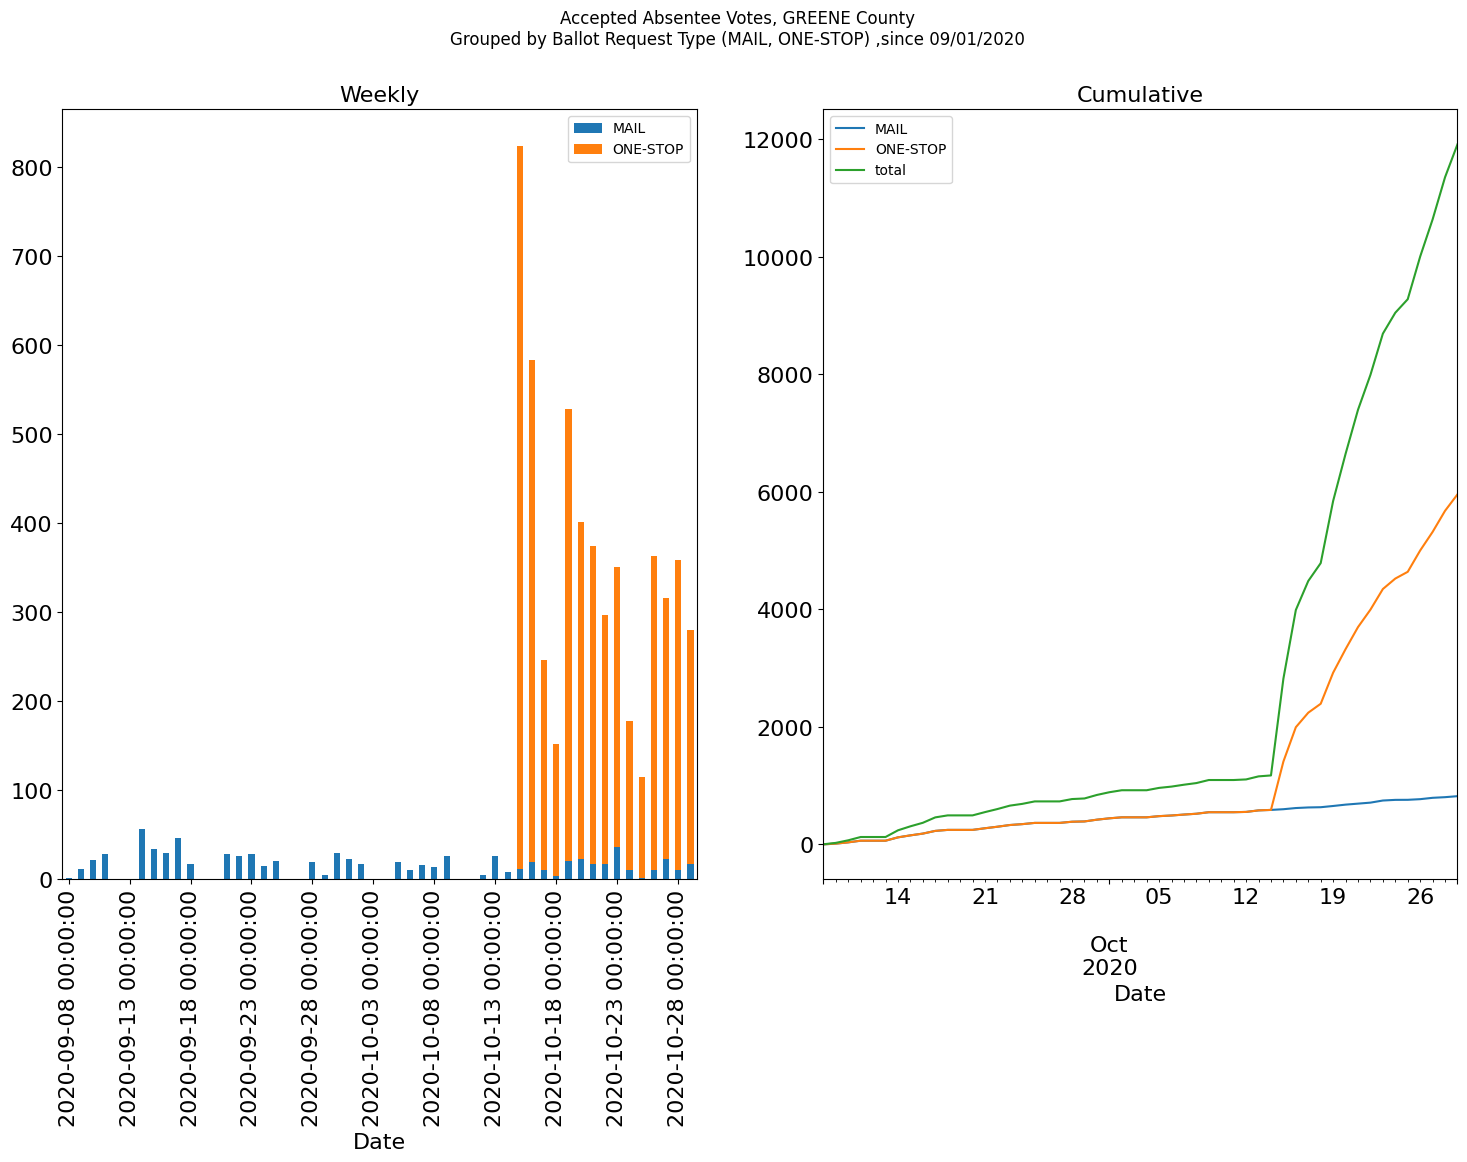 Accepted Absentee Votes, GREENE County
Grouped by Ballot Request Type (MAIL, ONE-STOP) ,since 09/01/2020
Weekly
MAIL
ONE-STOP
800
700
600
500
400
300
200
100
0
2020-09-08 00:00:00
2020-09-13 00:00:00
2020-09-18 00:00:00
2020-09-23 00:00:00
2020-09-28 00:00:00
2020-10-03 00:00:00
2020-10-08 00:00:00
2020-10-13 00:00:00
2020-10-18 00:00:00
2020-10-23 00:00:00
2020-10-28 00:00:00
Date
Cumulative
MAIL
ONE-STOP
total
12000
10000
8000
6000
4000
2000
0
14 21 28 05 12 19 26
Oct
2020
Date